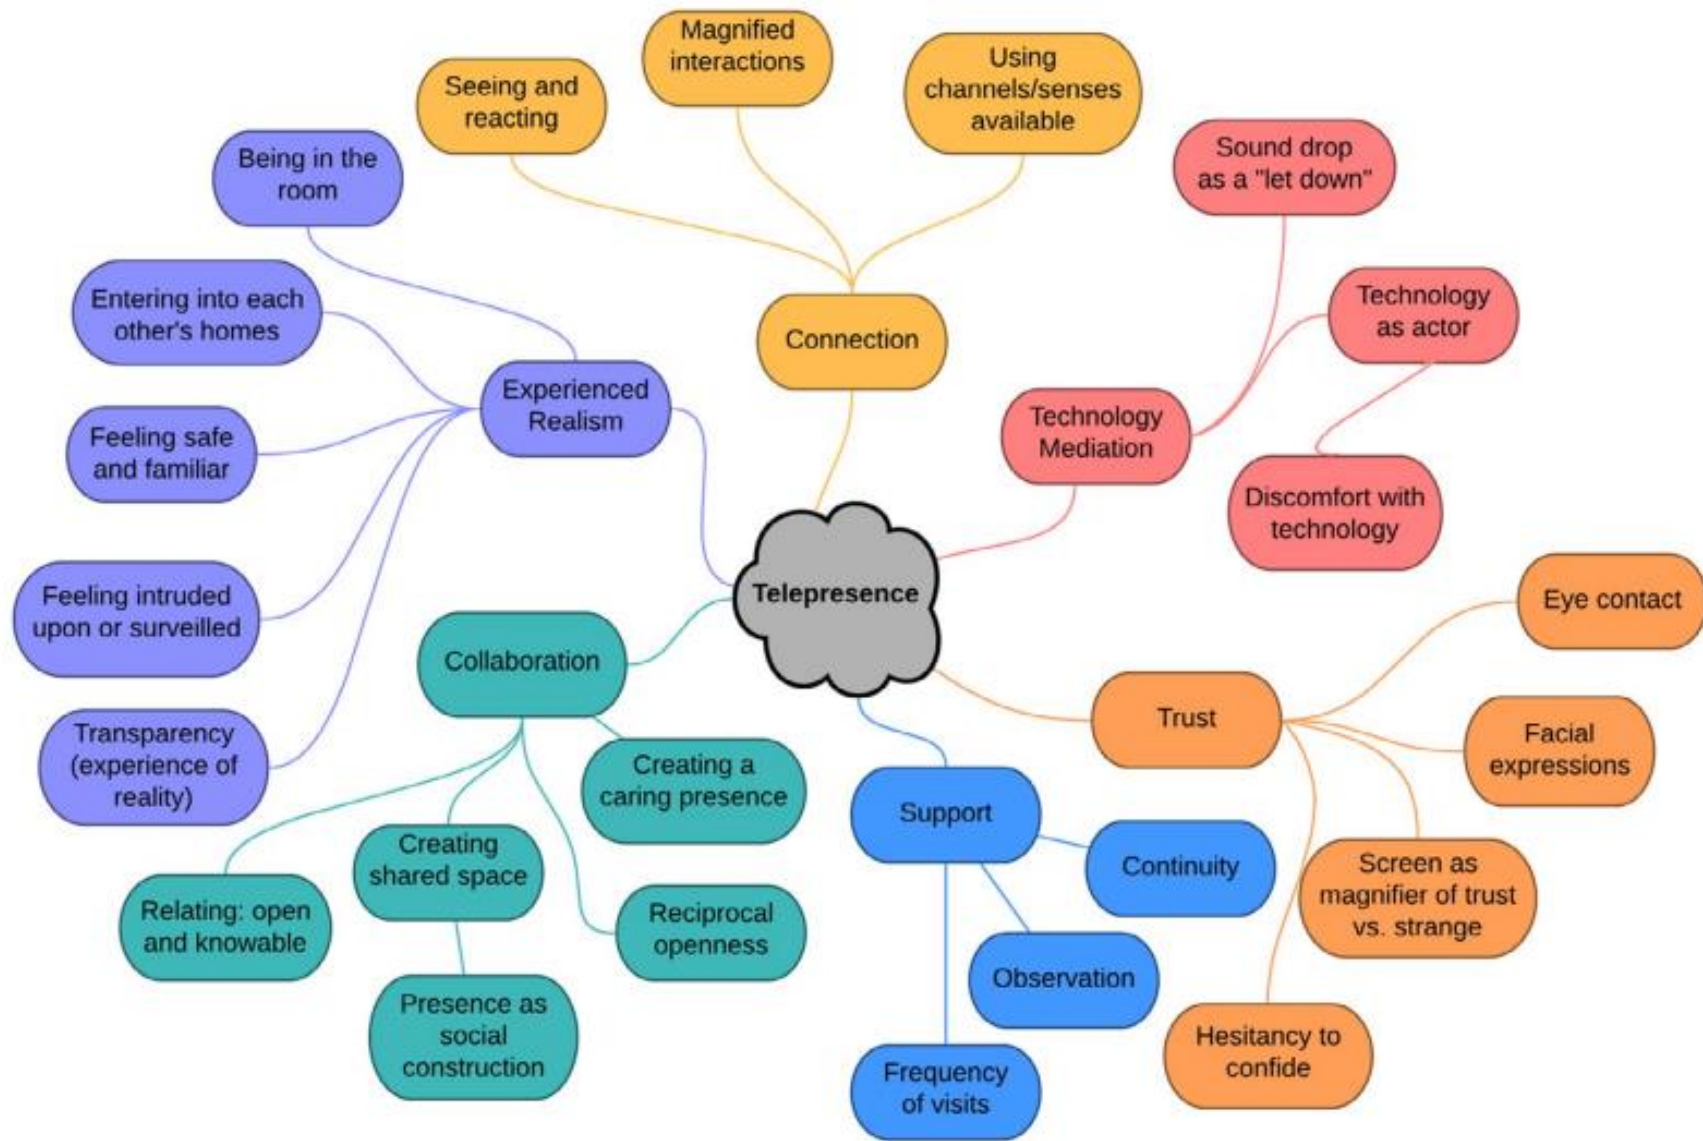 Magnified
interactions
Using
channels/senses
available
Seeing and
reacting
Being in the
room
Sound drop
as a "let down"
Entering into each
other's homes
Technology
as actor
Connection
Experienced
Realism
Technology
Mediation
Feeling safe
and familiar
Discomfort with
technology
Feeling intruded
upon or surveilled
Telepresence
Eye contact
Collaboration
Trust
Transparency
(experience of
reality)
Creating a
caring presence
Facial
expressions
Support
Creating
shared space
Continuity
Screen as
magnifier of trust
vs. strange
Relating: open
and knowable
Reciprocal
openness
Observation
Presence as
social
construction
Hesitancy to
confide
Frequency
of visits